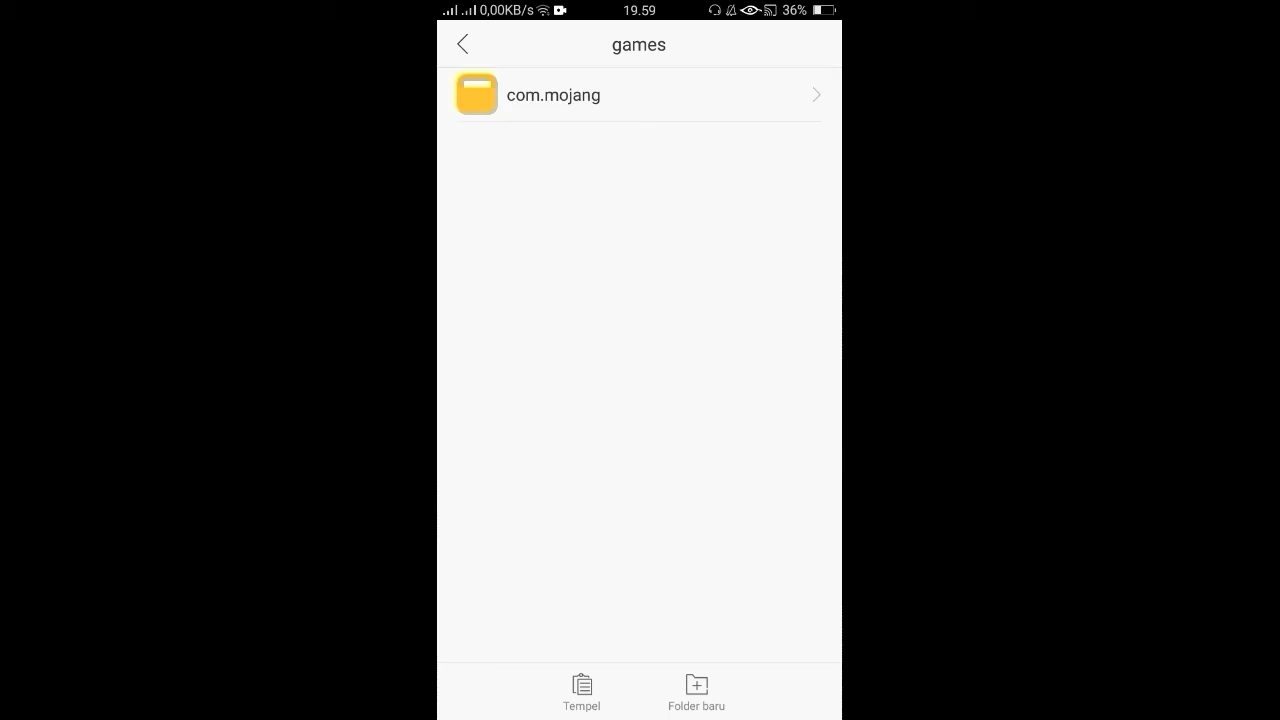 0,00KB/s 19.59 36%
games
com.mojang
Tempel Folder baru